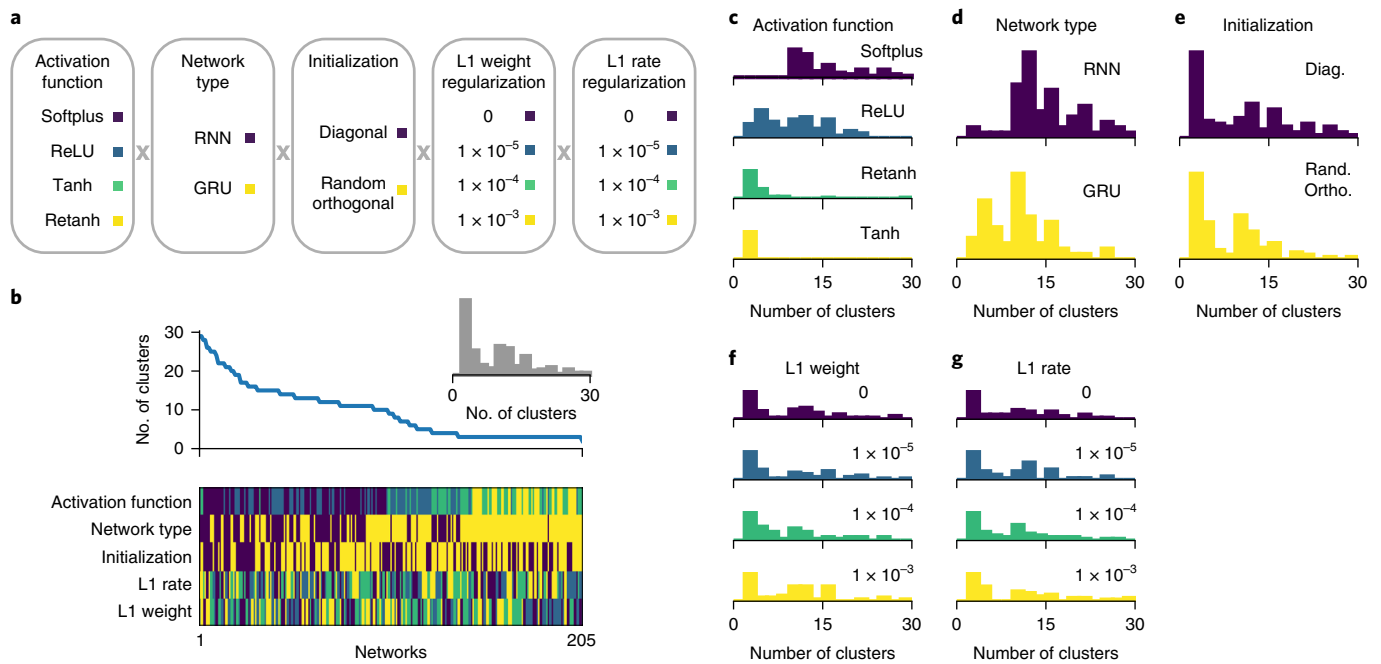 a
Activation
function
Softplus
ReLU
Tanh
Retanh
x
Network
type
RNN
GRU
x
Initialization
Diagonal
Random
orthogonal
x
L1 weight
regularization
0
1 × 10⁻⁵
1 × 10⁻⁴
1 × 10⁻³
x
L1 rate
regularization
0
1 × 10⁻⁵
1 × 10⁻⁴
1 × 10⁻³
b
No. of clusters
30
20
10
0
0 30
No. of clusters
Activation function
Network type
Initialization
L1 rate
L1 weight
1 205
Networks
c
Activation function
Softplus
ReLU
Retanh
Tanh
0 15 30
Number of clusters
d
Network type
RNN
GRU
0 15 30
Number of clusters
e
Initialization
Diag.
Rand.
Ortho.
0 15 30
Number of clusters
f
L1 weight
0
1 × 10⁻⁵
1 × 10⁻⁴
1 × 10⁻³
0 15 30
Number of clusters
g
L1 rate
0
1 × 10⁻⁵
1 × 10⁻⁴
1 × 10⁻³
0 15 30
Number of clusters